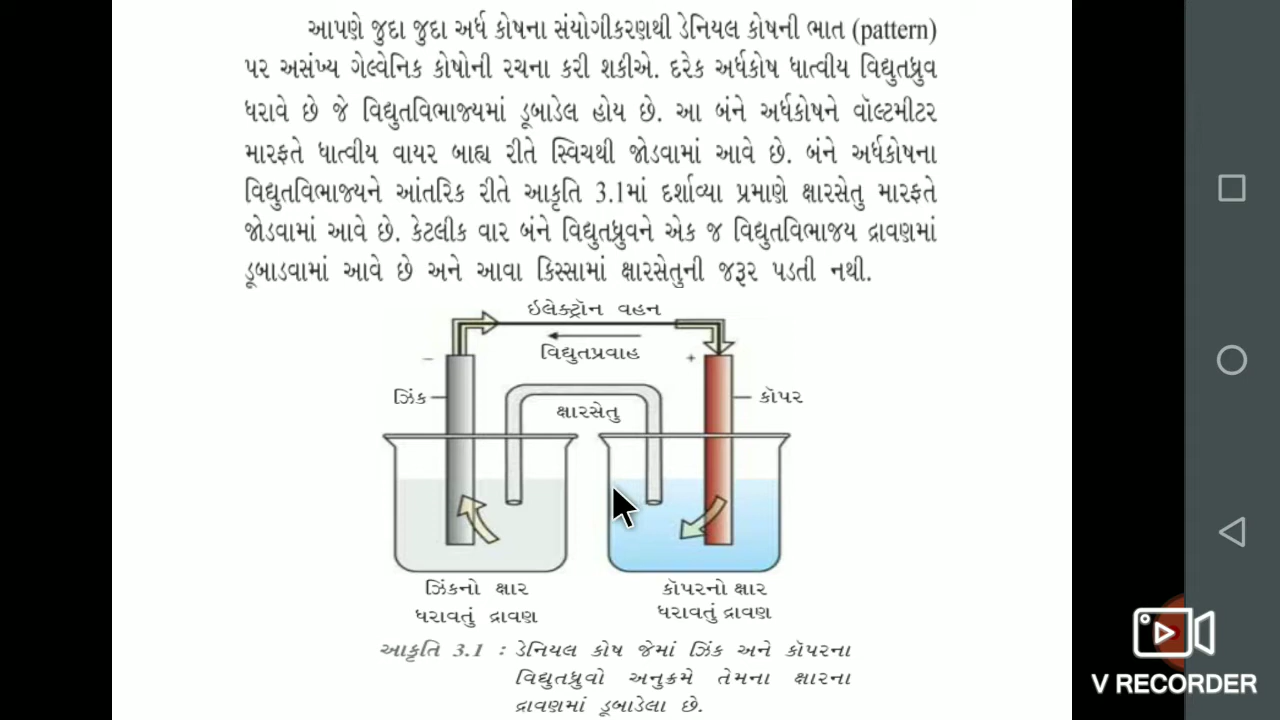 આપણે જુદા જુદા અર્ધ કોષના સંયોગીકરણથી ડેનિયલ કોષની ભાત (pattern)
પર અસંખ્ય ગેલ્વેનિક કોષોની રચના કરી શકીએ. દરેક અર્ધકોષ ધાત્વીય વિદ્યુતધ્રુવ
ધરાવે છે જે વિદ્યુતવિભાજ્યમાં ડૂબાડેલ હોય છે. આ બંને અર્ધકોષને વૉલ્ટમીટર
મારફતે ધાત્વીય વાયર બાહ્ય રીતે સ્વિચથી જોડવામાં આવે છે. બંને અર્ધકોષના
વિદ્યુતવિભાજ્યને આંતરિક રીતે આકૃતિ 3.1માં દર્શાવ્યા પ્રમાણે ક્ષારસેતુ મારફતે
જોડવામાં આવે છે. કેટલીક વાર બંને વિદ્યુતધ્રુવને એક જ વિદ્યુતવિભાજય દ્રાવણમાં
ડૂબાડવામાં આવે છે અને આવા કિસ્સામાં ક્ષારસેતુની જરૂર પડતી નથી.
ઇલેક્ટ્રૉન વહન
વિદ્યુતપ્રવાહ
– +
ઝિંક કૉપર
ક્ષારસેતુ
ઝિંકનો ક્ષાર
ધરાવતું દ્રાવણ
કૉપરનો ક્ષાર
ધરાવતું દ્રાવણ
આકૃતિ 3.1 : ડેનિયલ કોષ જેમાં ઝિંક અને કૉપરના
વિદ્યુતધ્રુવો અનુક્રમે તેમના ક્ષારના
દ્રાવણમાં ડૂબાડેલા છે.
V RECORDER